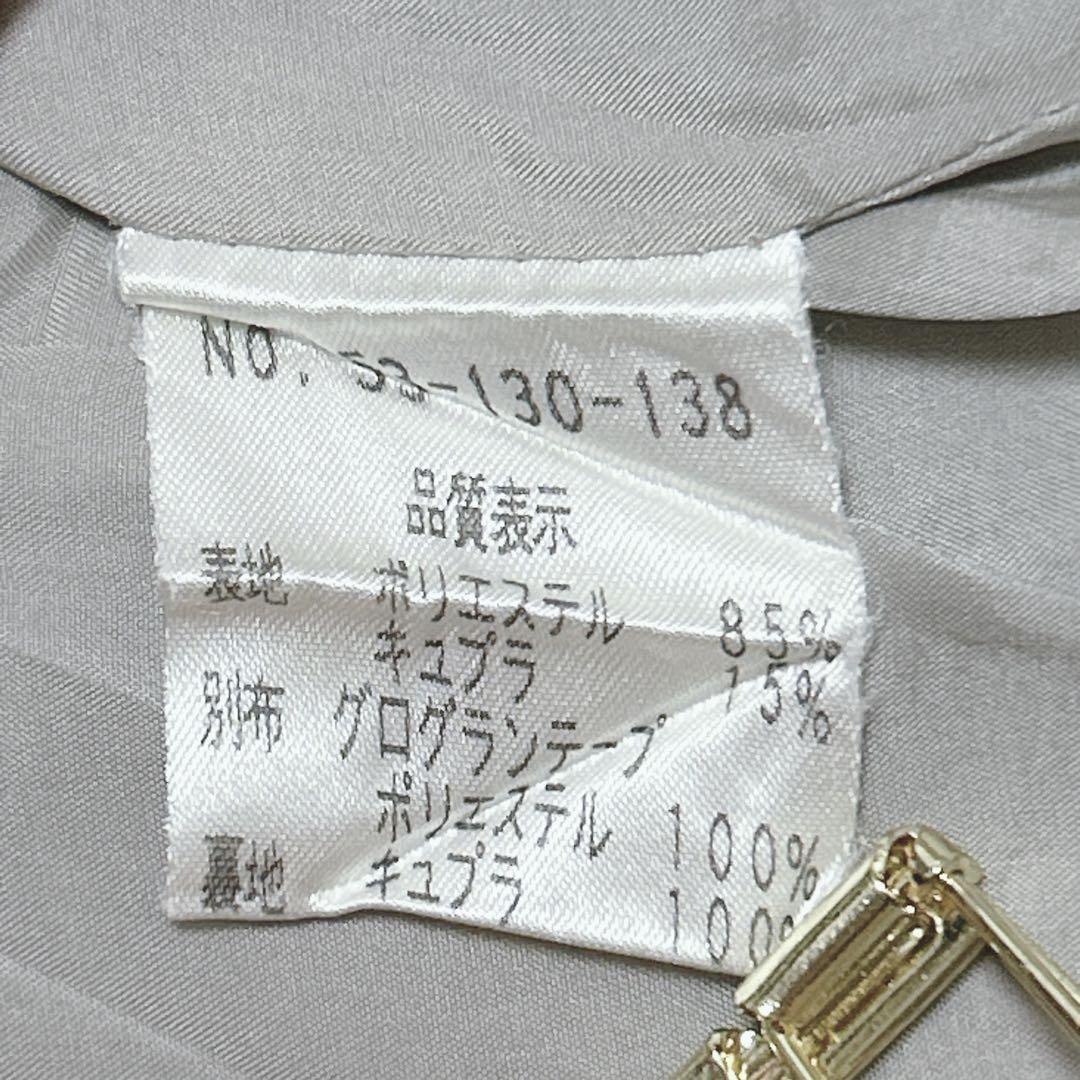 No. 53-130-138
品質表示
表地 ポリエステル 85%
キュプラ 15%
別布 グログランテープ
ポリエステル 100%
裏地 キュプラ 100%